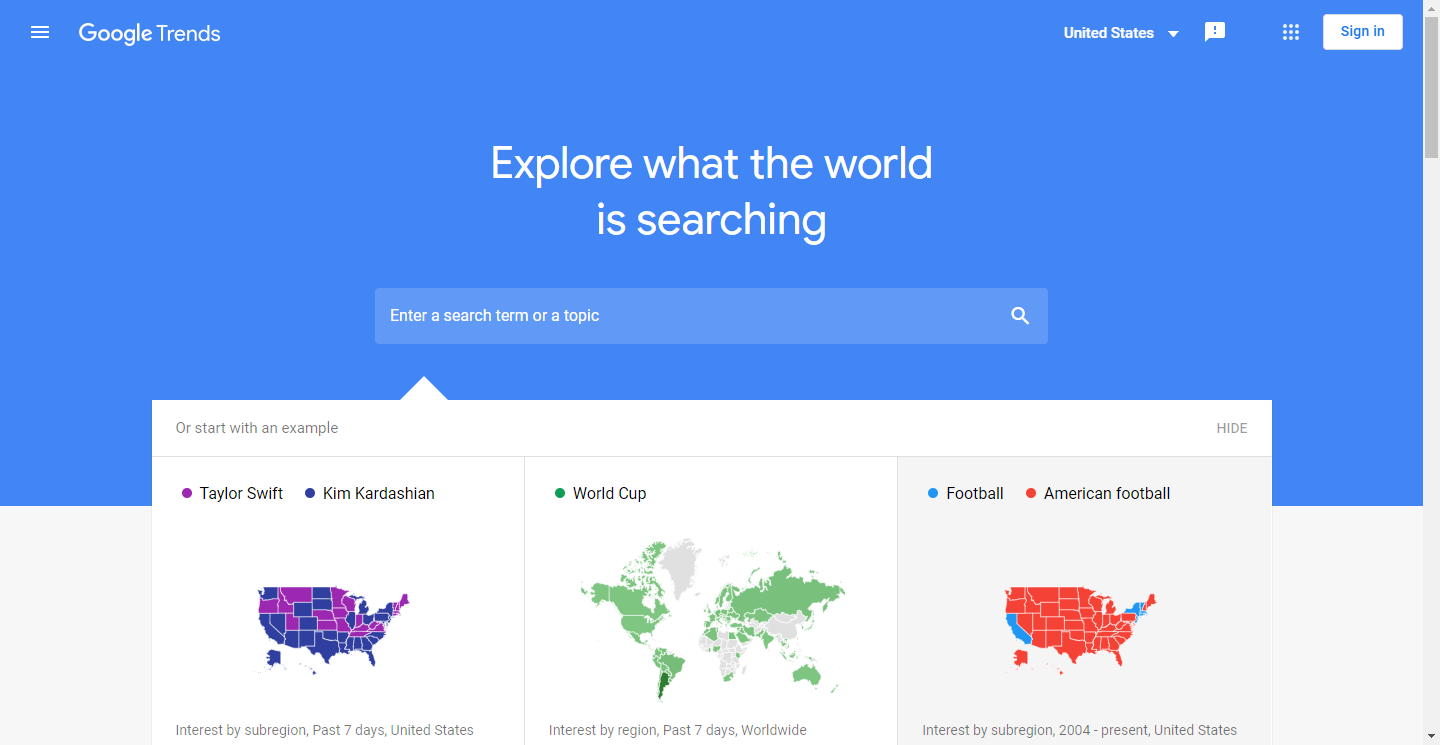 Google Trends
United States
Sign in
Explore what the world
is searching
Enter a search term or a topic
Or start with an example
HIDE
Taylor Swift
Kim Kardashian
World Cup
Football
American football
Interest by subregion, Past 7 days, United States
Interest by region, Past 7 days, Worldwide
Interest by subregion, 2004 - present, United States